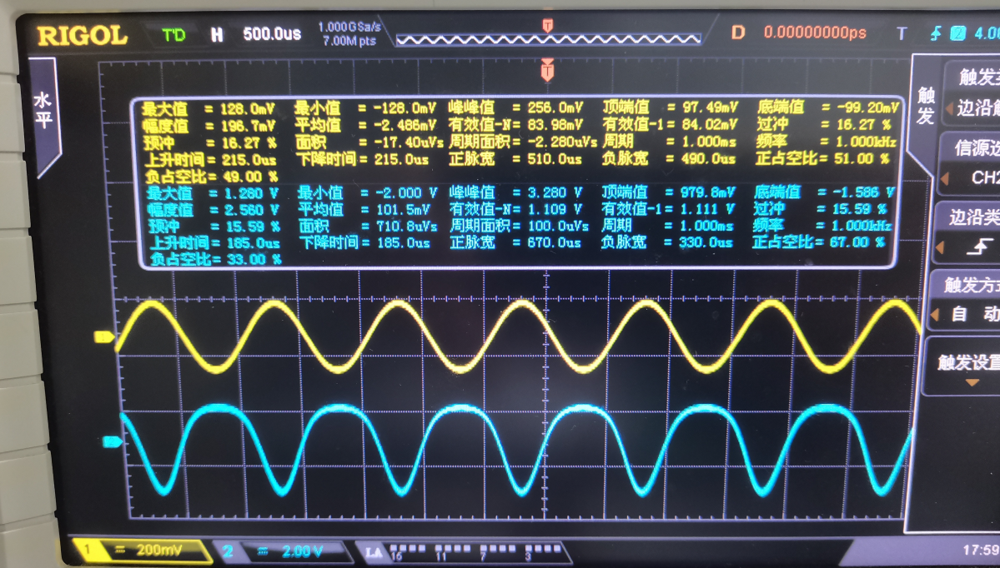 RIGOL T'D H 500.0us 1.000GSa/s 7.00M pts T D 0.00000000ps T 2 4.0
水平
T
触发
最大值 = 128.0mV 最小值 = -128.0mV 峰峰值 = 256.0mV 顶端值 = 97.49mV 底端值 = -99.20mV
幅度值 = 196.7mV 平均值 = -2.486mV 有效值-N= 83.98mV 有效值-1= 84.02mV 过冲 = 16.27 %
预冲 = 16.27 % 面积 = -17.40uVs 周期面积= -2.280uVs 周期 = 1.000ms 频率 = 1.000kHz
上升时间= 215.0us 下降时间= 215.0us 正脉宽 = 510.0us 负脉宽 = 490.0us 正占空比= 51.00 %
负占空比= 49.00 %
最大值 = 1.280 V 最小值 = -2.000 V 峰峰值 = 3.280 V 顶端值 = 979.8mV 底端值 = -1.586 V
幅度值 = 2.560 V 平均值 = 101.5mV 有效值-N= 1.109 V 有效值-1= 1.111 V 过冲 = 15.59 %
预冲 = 15.59 % 面积 = 710.8uVs 周期面积= 100.0uVs 周期 = 1.000ms 频率 = 1.000kHz
上升时间= 185.0us 下降时间= 185.0us 正脉宽 = 670.0us 负脉宽 = 330.0us 正占空比= 67.00 %
负占空比= 33.00 %
触发
边沿
信源
CH2
边沿类
触发方
自 动
触发设置
1 200mV 2 2.00 V LA 16 11 7 3 17:59